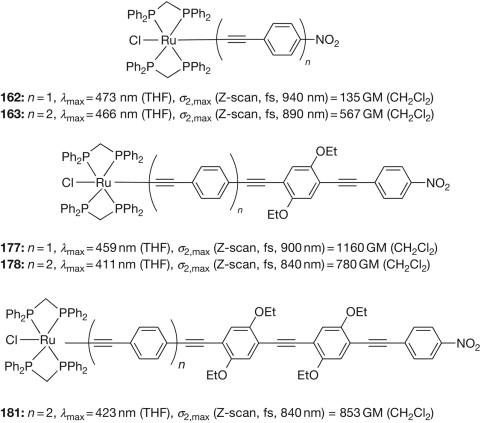 Ph2P PPh2
Cl Ru NO2
Ph2P PPh2 n
162: n = 1, λmax = 473 nm (THF), σ2,max (Z-scan, fs, 940 nm) = 135 GM (CH2Cl2)
163: n = 2, λmax = 466 nm (THF), σ2,max (Z-scan, fs, 890 nm) = 567 GM (CH2Cl2)
OEt
Ph2P PPh2
Cl Ru NO2
n
Ph2P PPh2 EtO
177: n = 1, λmax = 459 nm (THF), σ2,max (Z-scan, fs, 900 nm) = 1160 GM (CH2Cl2)
178: n = 2, λmax = 411 nm (THF), σ2,max (Z-scan, fs, 840 nm) = 780 GM (CH2Cl2)
Ph2P PPh2 OEt OEt
Cl Ru NO2
Ph2P PPh2 n
OEt EtO
181: n = 2, λmax = 423 nm (THF), σ2,max (Z-scan, fs, 840 nm) = 853 GM (CH2Cl2)